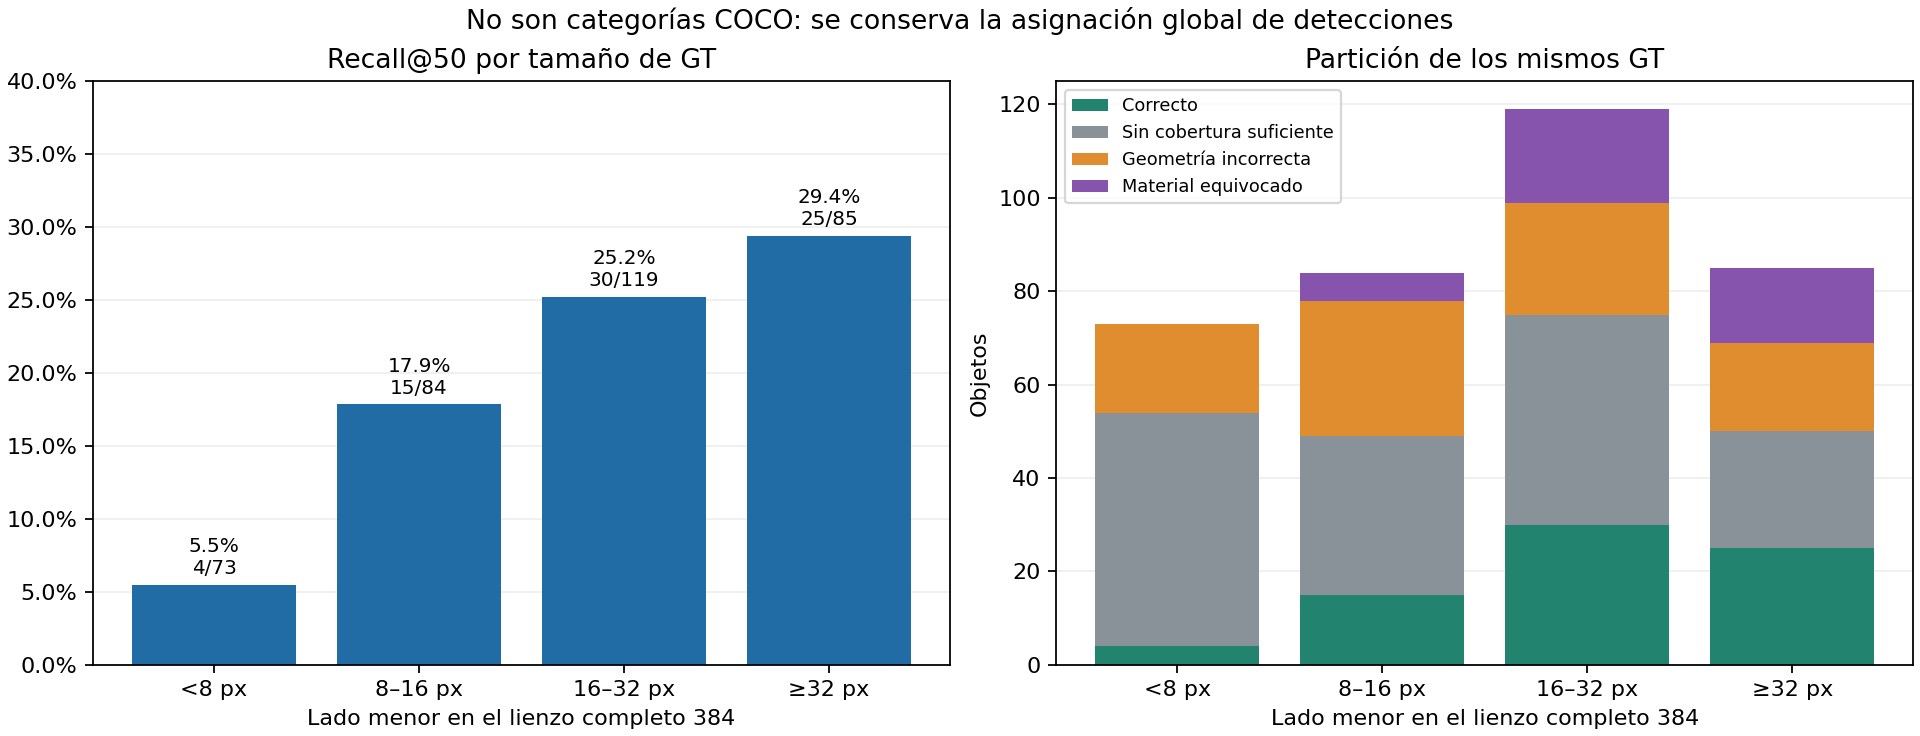 No son categorías COCO: se conserva la asignación global de detecciones
Recall@50 por tamaño de GT
40.0%
35.0%
30.0%
25.0%
20.0%
15.0%
10.0%
5.0%
0.0%
5.5%
4/73
17.9%
15/84
25.2%
30/119
29.4%
25/85
<8 px
8–16 px
16–32 px
≥32 px
Lado menor en el lienzo completo 384
Partición de los mismos GT
Objetos
120
100
80
60
40
20
0
Correcto
Sin cobertura suficiente
Geometría incorrecta
Material equivocado
<8 px
8–16 px
16–32 px
≥32 px
Lado menor en el lienzo completo 384